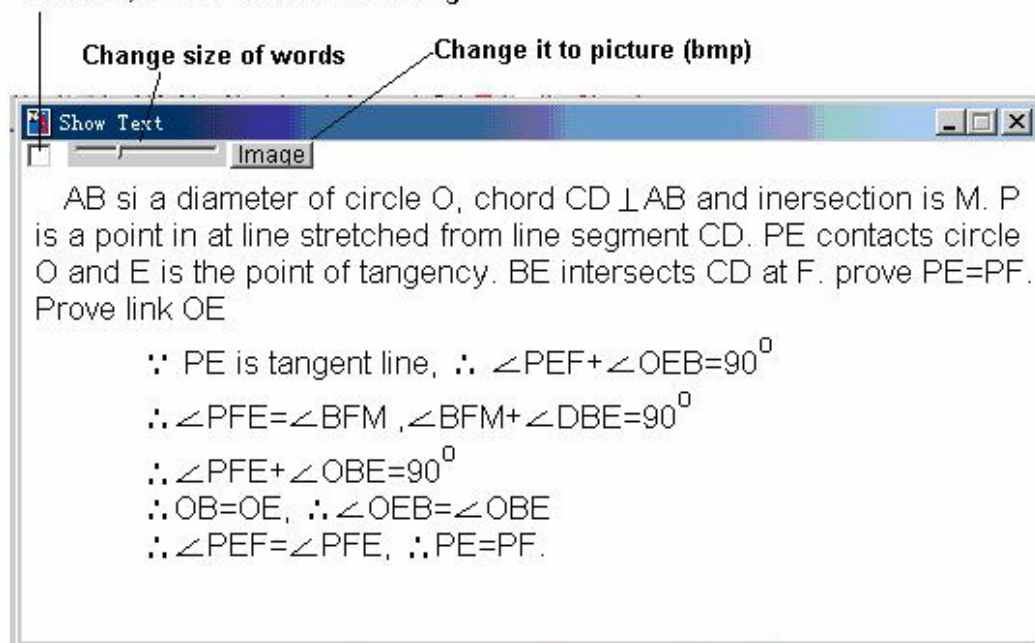 Change size of words
Change it to picture (bmp)
Show Text
Image
AB si a diameter of circle O, chord CD⊥AB and inersection is M. P
is a point in at line stretched from line segment CD. PE contacts circle
O and E is the point of tangency. BE intersects CD at F. prove PE=PF.
Prove link OE
∵ PE is tangent line, ∴ ∠PEF+∠OEB=90⁰
∴∠PFE=∠BFM ,∠BFM+∠DBE=90⁰
∴∠PFE+∠OBE=90⁰
∴OB=OE, ∴∠OEB=∠OBE
∴∠PEF=∠PFE, ∴PE=PF.